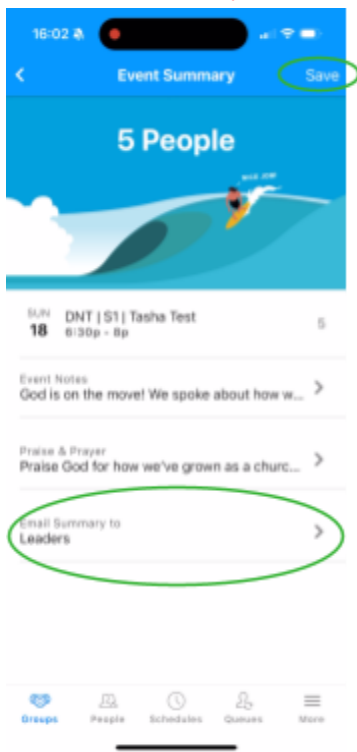 16:02
Event Summary
Save
5 People
NICE JOB!
SUN
18
DNT | S1 | Tasha Test
6:30p - 8p
5
Event Notes
God is on the move! We spoke about how w...
Praise & Prayer
Praise God for how we've grown as a churc...
Email Summary to
Leaders
Groups
People
Schedules
Queues
More